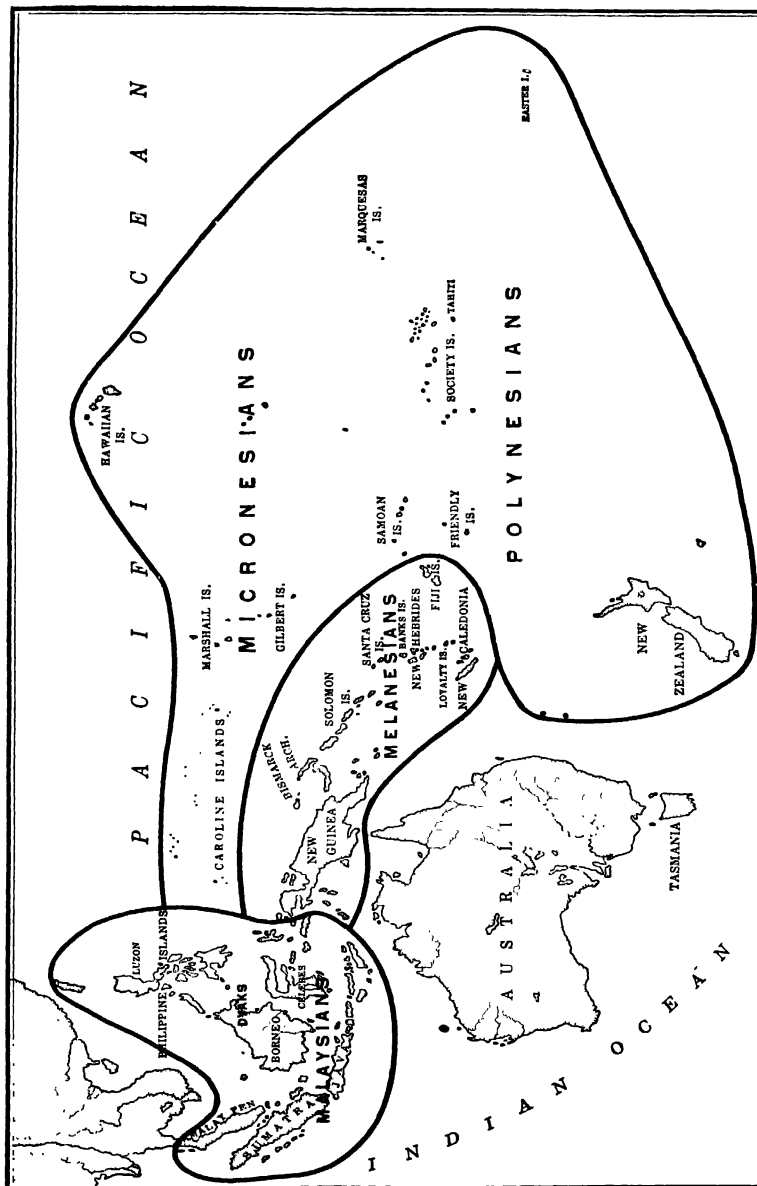 PACIFIC OCEAN
HAWAIIAN
IS.
MICRONESIANS
MARSHALL IS.
GILBERT IS.
CAROLINE ISLANDS
PHILIPPINE ISLANDS
LUZON
DYAKS
BORNEO
CELEBES
MALAYSIANS
MALAY PEN
SUMATRA
JAVA
NEW
GUINEA
BISMARCK
ARCH.
SOLOMON
IS.
MELANESIANS
SANTA CRUZ
IS.
BANKS IS.
NEW HEBRIDES
FIJI
IS.
LOYALTY IS.
NEW CALEDONIA
SAMOAN
IS.
FRIENDLY
IS.
SOCIETY IS.
TAHITI
MARQUESAS
IS.
EASTER I.
POLYNESIANS
NEW
ZEALAND
AUSTRALIA
TASMANIA
INDIAN OCEAN